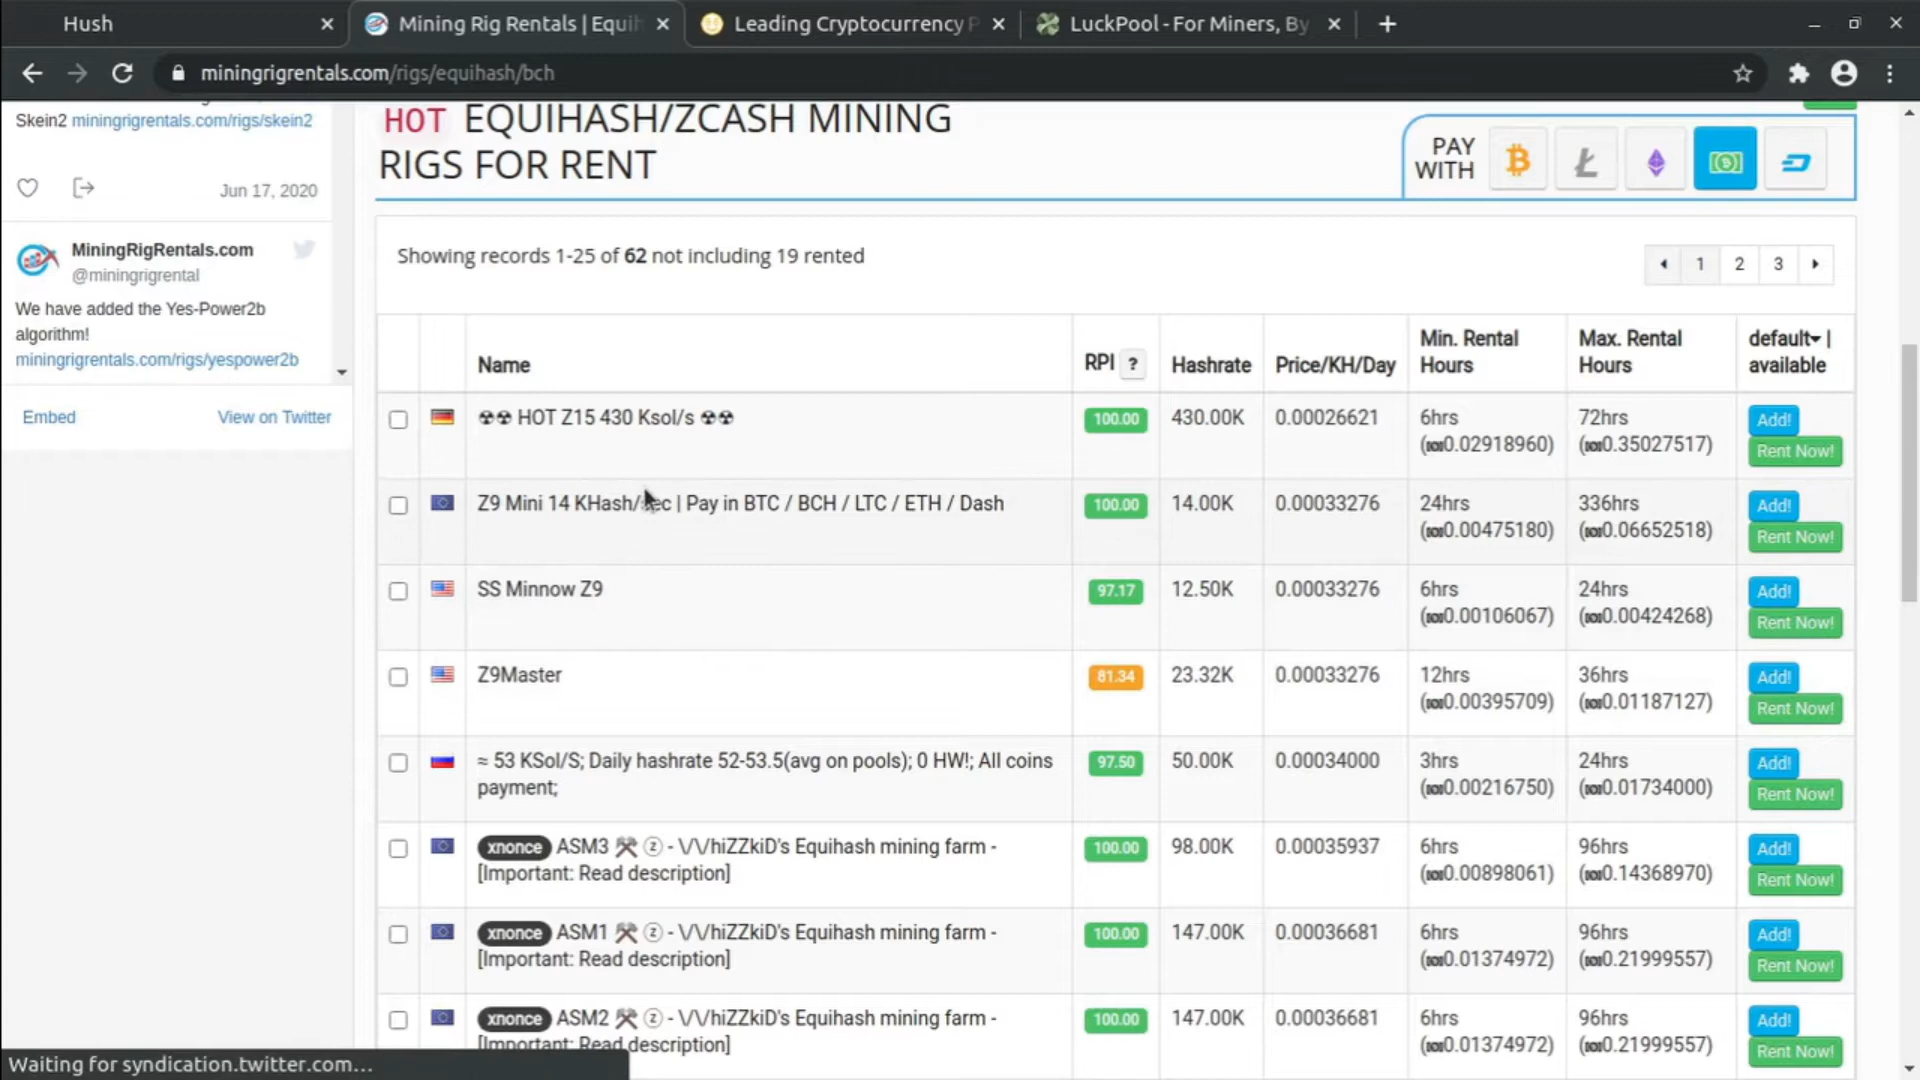 Hush
Mining Rig Rentals | Equih
Leading Cryptocurrency P
LuckPool - For Miners, By
miningrigrentals.com/rigs/equihash/bch
Skein2 miningrigrentals.com/rigs/skein2
Jun 17, 2020
MiningRigRentals.com
@miningrigrental
We have added the Yes-Power2b
algorithm!
miningrigrentals.com/rigs/yespower2b
Embed
View on Twitter
HOT EQUIHASH/ZCASH MINING
RIGS FOR RENT
PAY
WITH
Showing records 1-25 of 62 not including 19 rented
1 2 3
Name
RPI ?
Hashrate
Price/KH/Day
Min. Rental
Hours
Max. Rental
Hours
default |
available
☢☢ HOT Z15 430 Ksol/s ☢☢
100.00
430.00K
0.00026621
6hrs
(0.02918960)
72hrs
(0.35027517)
Add!
Rent Now!
Z9 Mini 14 KHash/sec | Pay in BTC / BCH / LTC / ETH / Dash
100.00
14.00K
0.00033276
24hrs
(0.00475180)
336hrs
(0.06652518)
Add!
Rent Now!
SS Minnow Z9
97.17
12.50K
0.00033276
6hrs
(0.00106067)
24hrs
(0.00424268)
Add!
Rent Now!
Z9Master
81.34
23.32K
0.00033276
12hrs
(0.00395709)
36hrs
(0.01187127)
Add!
Rent Now!
≈ 53 KSol/S; Daily hashrate 52-53.5(avg on pools); 0 HW!; All coins
payment;
97.50
50.00K
0.00034000
3hrs
(0.00216750)
24hrs
(0.01734000)
Add!
Rent Now!
xnonce ASM3 ⚒ ⓩ - \/\/hiZZkiD's Equihash mining farm -
[Important: Read description]
100.00
98.00K
0.00035937
6hrs
(0.00898061)
96hrs
(0.14368970)
Add!
Rent Now!
xnonce ASM1 ⚒ ⓩ - \/\/hiZZkiD's Equihash mining farm -
[Important: Read description]
100.00
147.00K
0.00036681
6hrs
(0.01374972)
96hrs
(0.21999557)
Add!
Rent Now!
xnonce ASM2 ⚒ ⓩ - \/\/hiZZkiD's Equihash mining farm -
[Important: Read description]
100.00
147.00K
0.00036681
6hrs
(0.01374972)
96hrs
(0.21999557)
Add!
Rent Now!
Waiting for syndication.twitter.com...